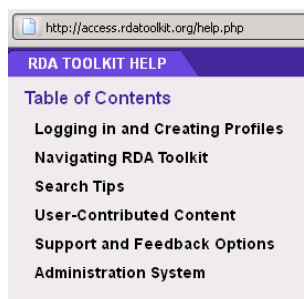 http://access.rdatoolkit.org/help.php
RDA TOOLKIT HELP
Table of Contents
Logging in and Creating Profiles
Navigating RDA Toolkit
Search Tips
User-Contributed Content
Support and Feedback Options
Administration System